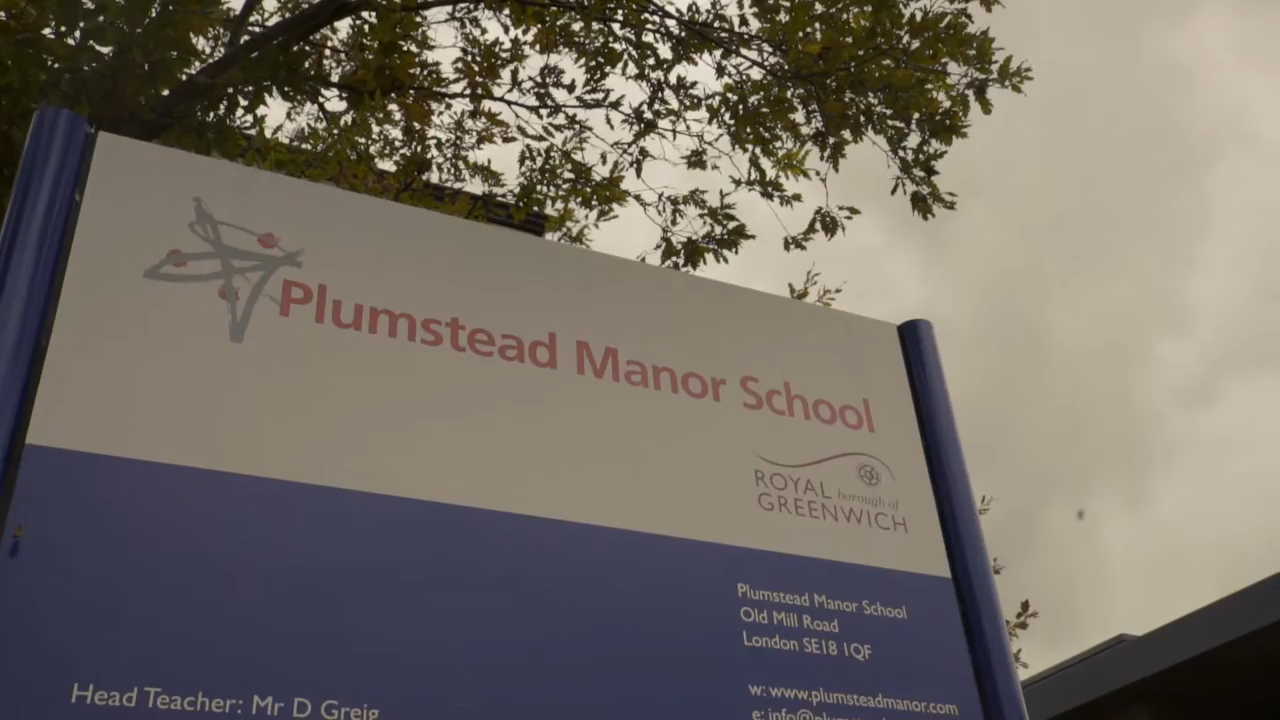 Plumstead Manor School
ROYAL borough of
GREENWICH
Plumstead Manor School
Old Mill Road
London SE18 1QF
Head Teacher: Mr D Greig
w: www.plumsteadmanor.com